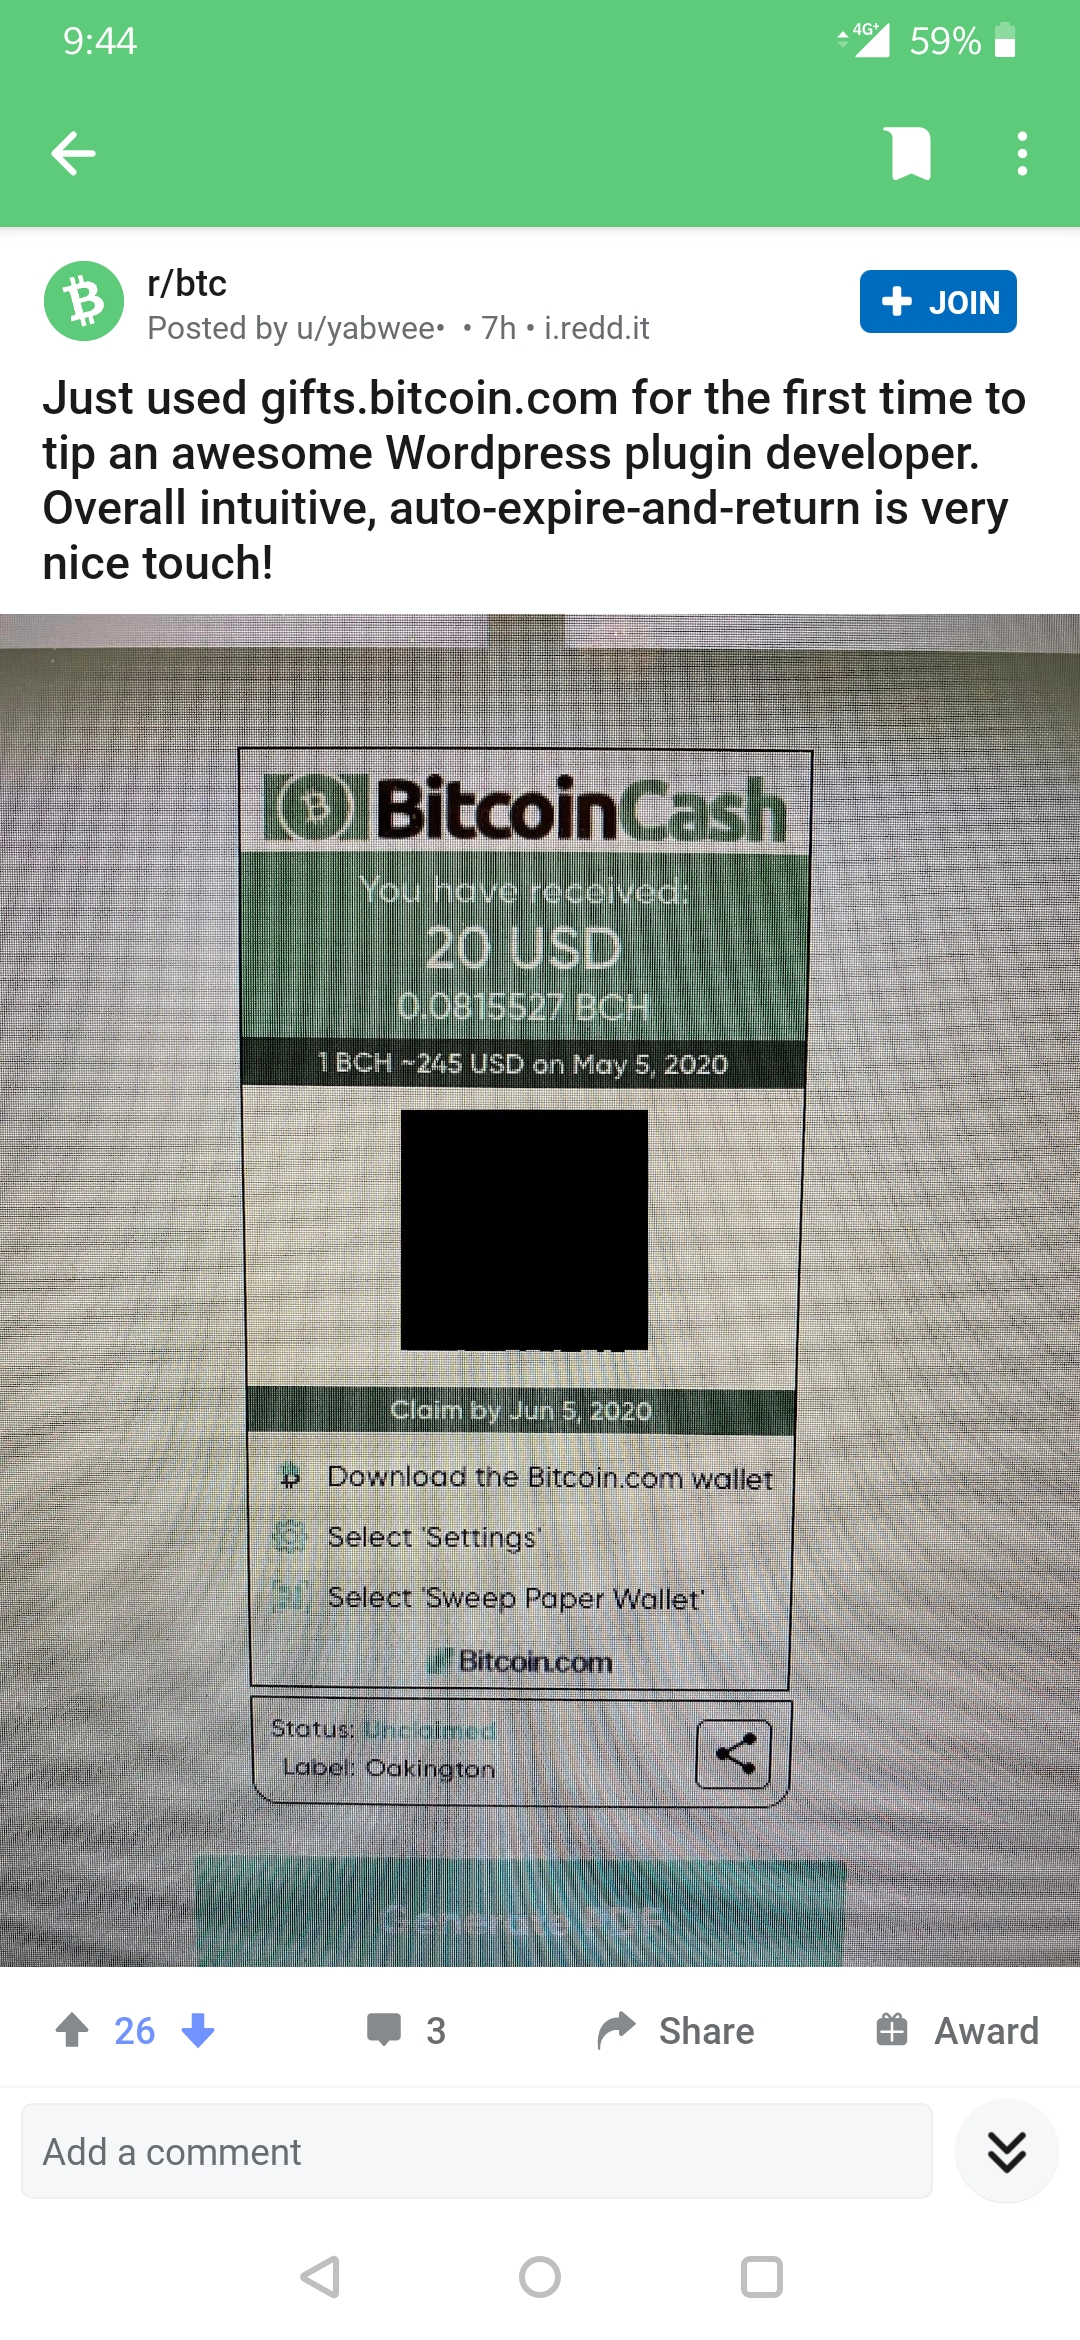 9:44
4G+ 59%
r/btc
Posted by u/yabwee• • 7h • i.redd.it
+ JOIN
Just used gifts.bitcoin.com for the first time to
tip an awesome Wordpress plugin developer.
Overall intuitive, auto-expire-and-return is very
nice touch!
BitcoinCash
You have received:
20 USD
0.0815527 BCH
1 BCH ~245 USD on May 5, 2020
Claim by Jun 5, 2020
Download the Bitcoin.com wallet
Select 'Settings'
Select 'Sweep Paper Wallet'
Bitcoin.com
Status: Unclaimed
Label: Oakington
Generate PDF
26
3
Share
Award
Add a comment